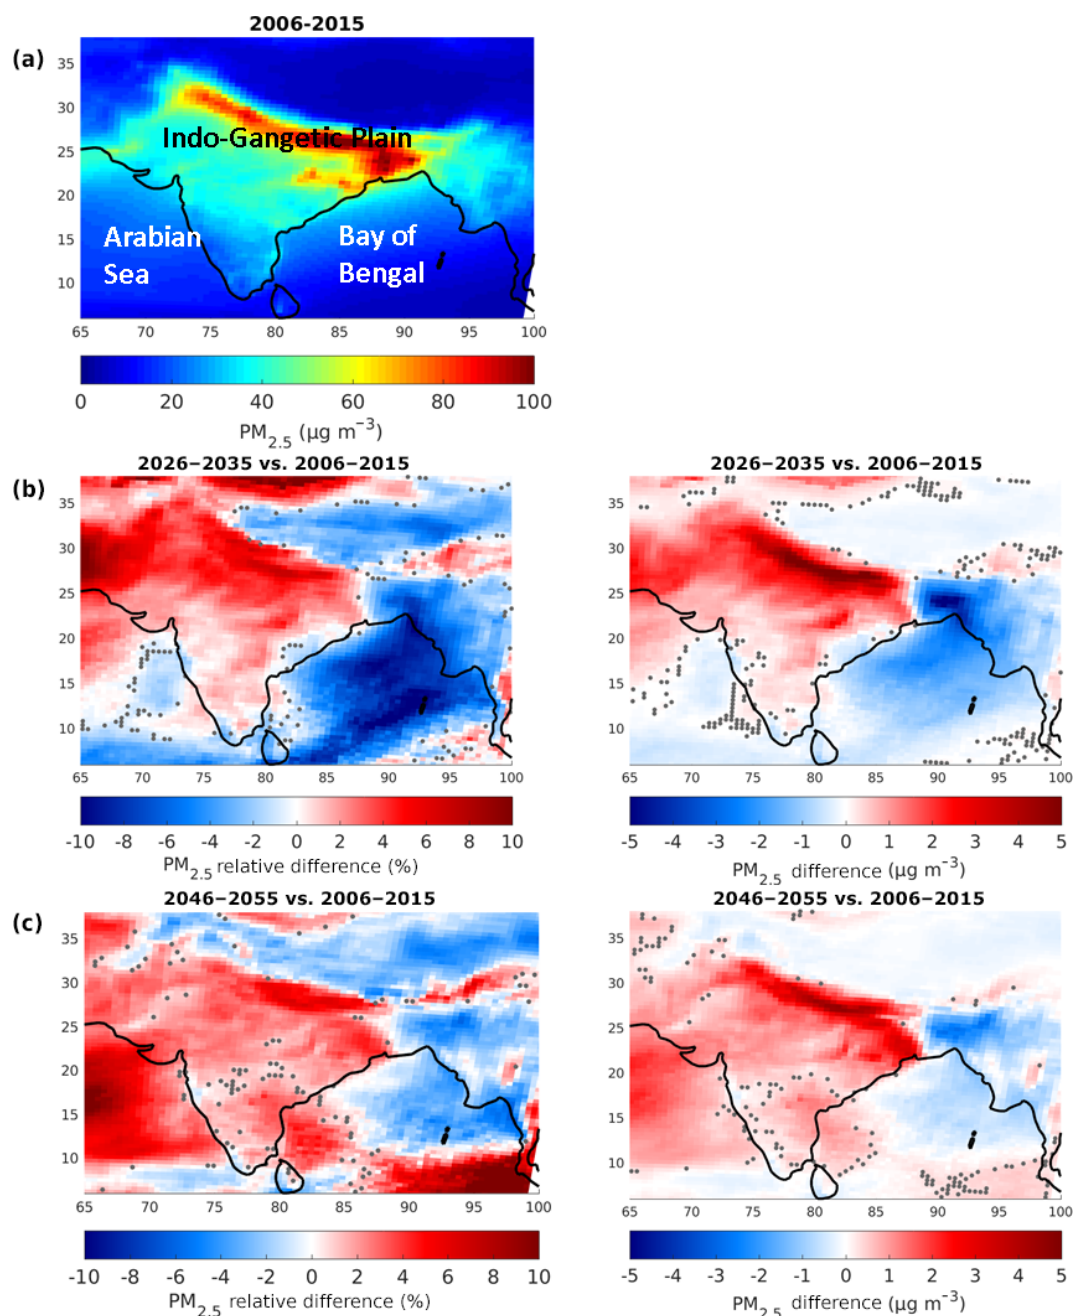 2006-2015
(a)
35
30
25
20
15
10
Indo-Gangetic Plain
Arabian Sea
Bay of Bengal
65 70 75 80 85 90 95 100
0 20 40 60 80 100
PM2.5 (µg m−3)
(b)
2026−2035 vs. 2006−2015
35
30
25
20
15
10
65 70 75 80 85 90 95 100
-10 -8 -6 -4 -2 0 2 4 6 8 10
PM2.5 relative difference (%)
2026−2035 vs. 2006−2015
35
30
25
20
15
10
65 70 75 80 85 90 95 100
-5 -4 -3 -2 -1 0 1 2 3 4 5
PM2.5 difference (µg m−3)
(c)
2046−2055 vs. 2006−2015
35
30
25
20
15
10
65 70 75 80 85 90 95 100
-10 -8 -6 -4 -2 0 2 4 6 8 10
PM2.5 relative difference (%)
2046−2055 vs. 2006−2015
35
30
25
20
15
10
65 70 75 80 85 90 95 100
-5 -4 -3 -2 -1 0 1 2 3 4 5
PM2.5 difference (µg m−3)